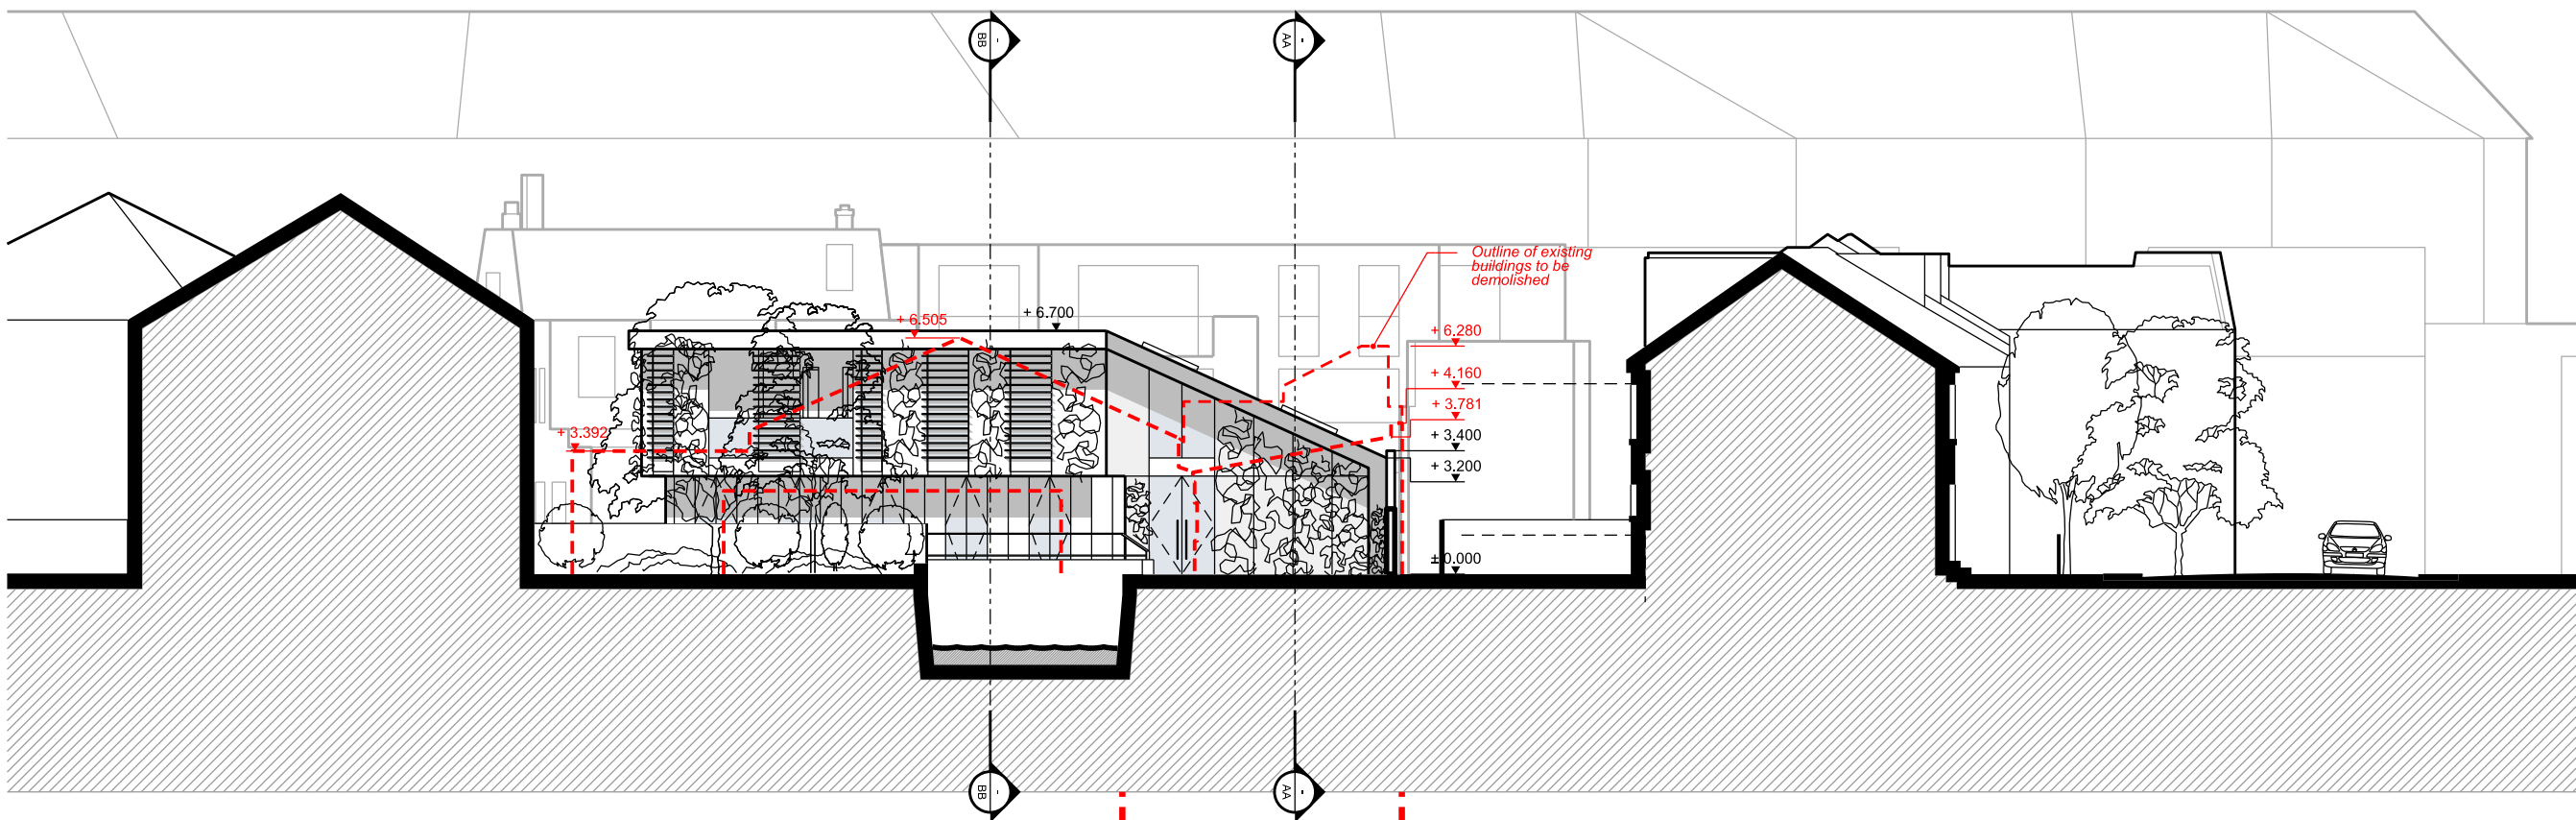 BB -
AA -
Outline of existing
buildings to be
demolished
+ 6.505
+ 6.700
+ 6.280
+ 4.160
+ 3.781
+ 3.392
+ 3.400
+ 3.200
±0.000
BB -
AA -